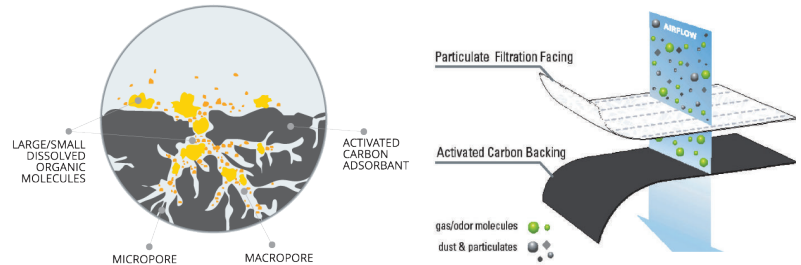 LARGE/SMALL
DISSOLVED
ORGANIC
MOLECULES
ACTIVATED
CARBON
ADSORBANT
MICROPORE
MACROPORE
AIRFLOW
Particulate Filtration Facing
Activated Carbon Backing
gas/odor molecules
dust & particulates